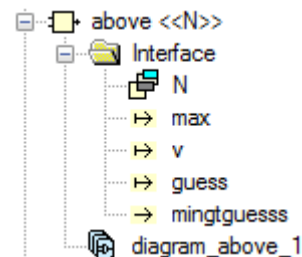 above <<N>>
Interface
N
max
v
guess
mingtguesss
diagram_above_1